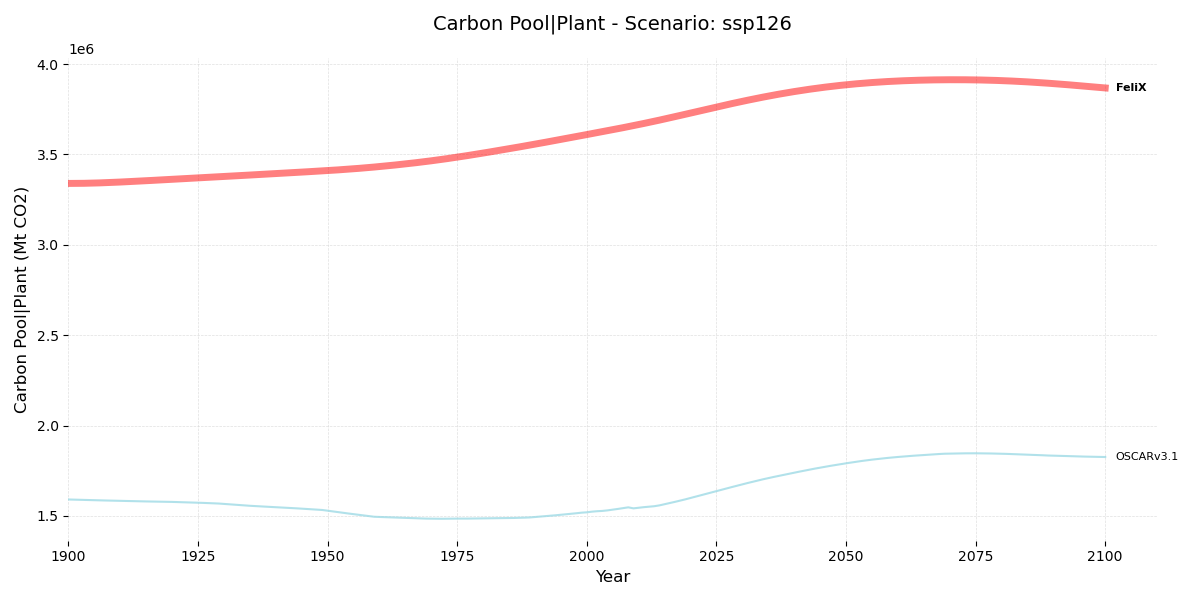 Carbon Pool|Plant - Scenario: ssp126
1e6
4.0
3.5
3.0
2.5
2.0
1.5
Carbon Pool|Plant (Mt CO2)
FeliX
OSCARv3.1
1900 1925 1950 1975 2000 2025 2050 2075 2100
Year